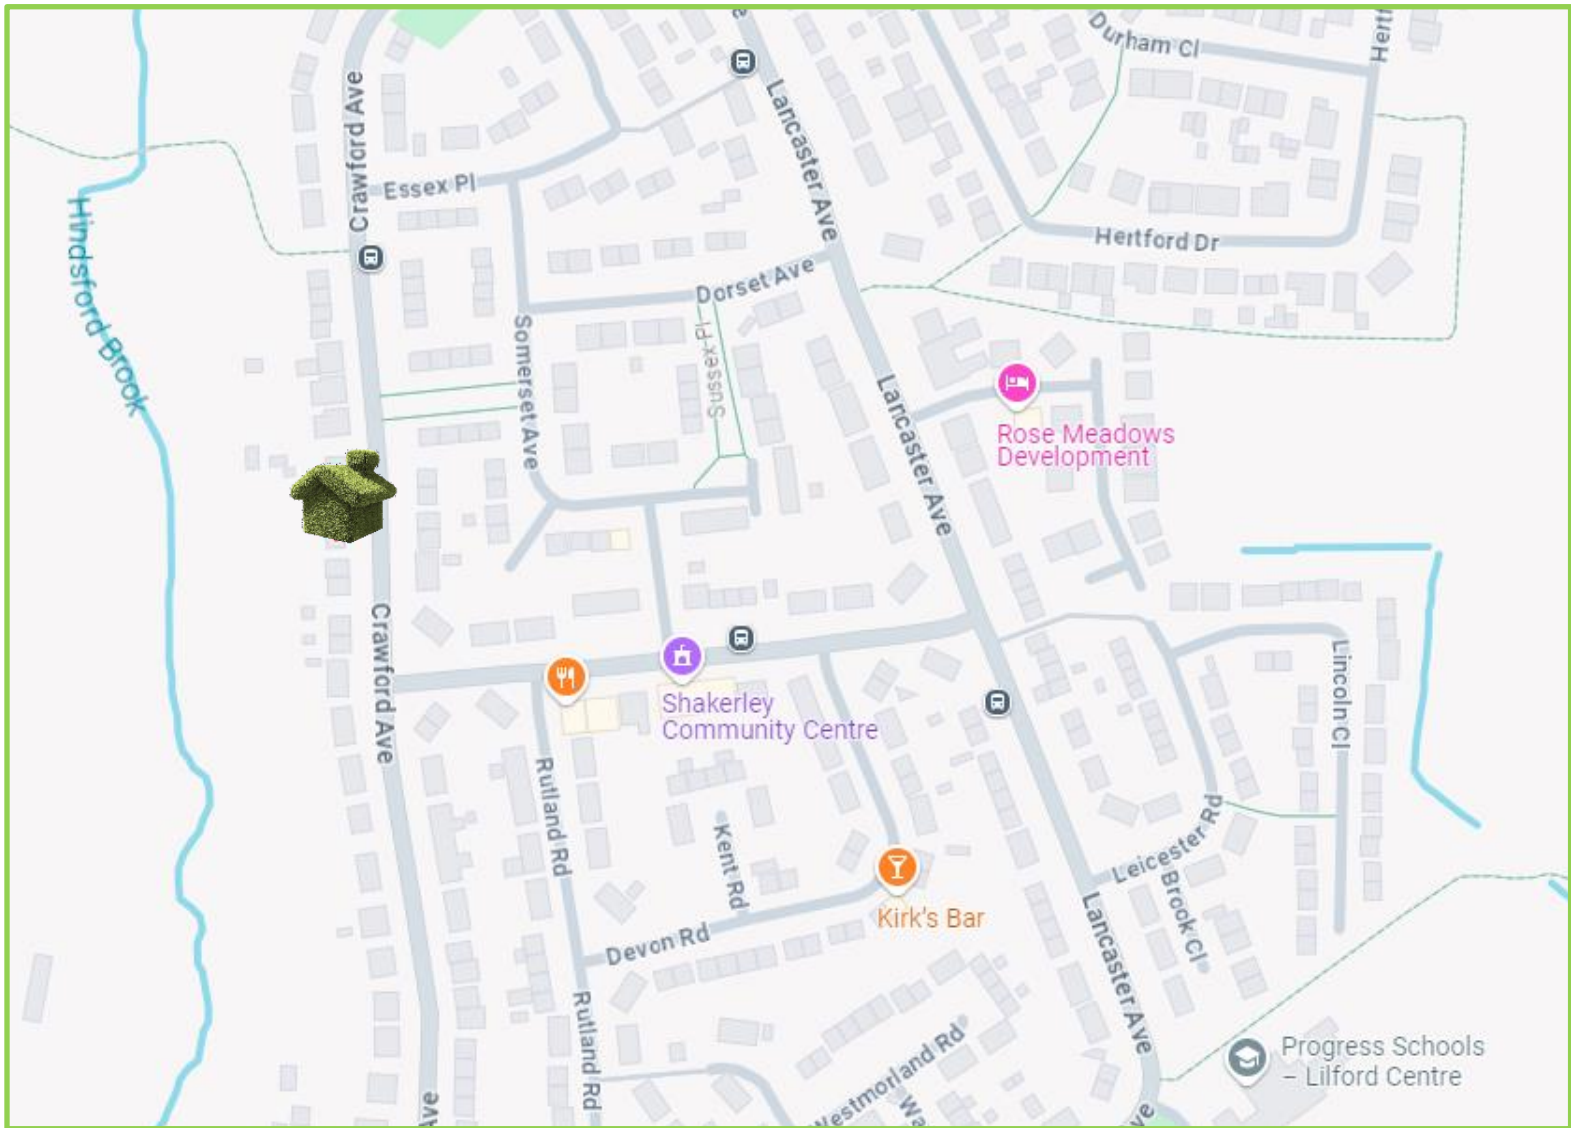 Durham Cl
Hertf
Crawford Ave
Lancaster Ave
Essex Pl
Hindsford Brook
Hertford Dr
Dorset Ave
Sussex Pl
Somerset Ave
Lancaster Ave
Rose Meadows
Development
Crawford Ave
Shakerley
Community Centre
Lincoln Cl
Rutland Rd
Kent Rd
Leicester Rd
Brook Cl
Kirk's Bar
Devon Rd
Lancaster Ave
Rutland Rd
Westmorland Rd
Progress Schools
– Lilford Centre